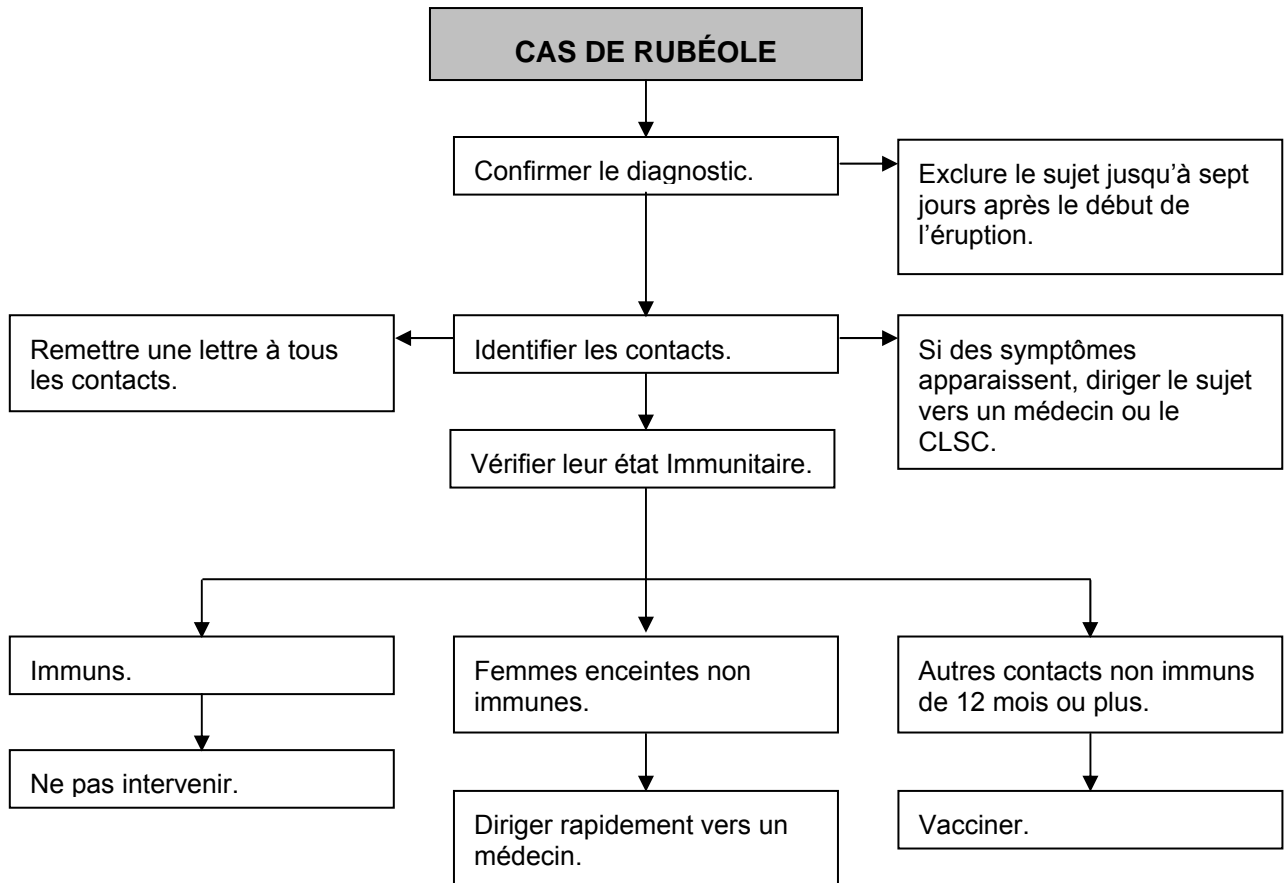 CAS DE RUBÉOLE
Confirmer le diagnostic.
Exclure le sujet jusqu’à sept
jours après le début de
l’éruption.
Remettre une lettre à tous
les contacts.
Identifier les contacts.
Si des symptômes
apparaissent, diriger le sujet
vers un médecin ou le
CLSC.
Vérifier leur état Immunitaire.
Immuns.
Femmes enceintes non
immunes.
Autres contacts non immuns
de 12 mois ou plus.
Ne pas intervenir.
Diriger rapidement vers un
médecin.
Vacciner.